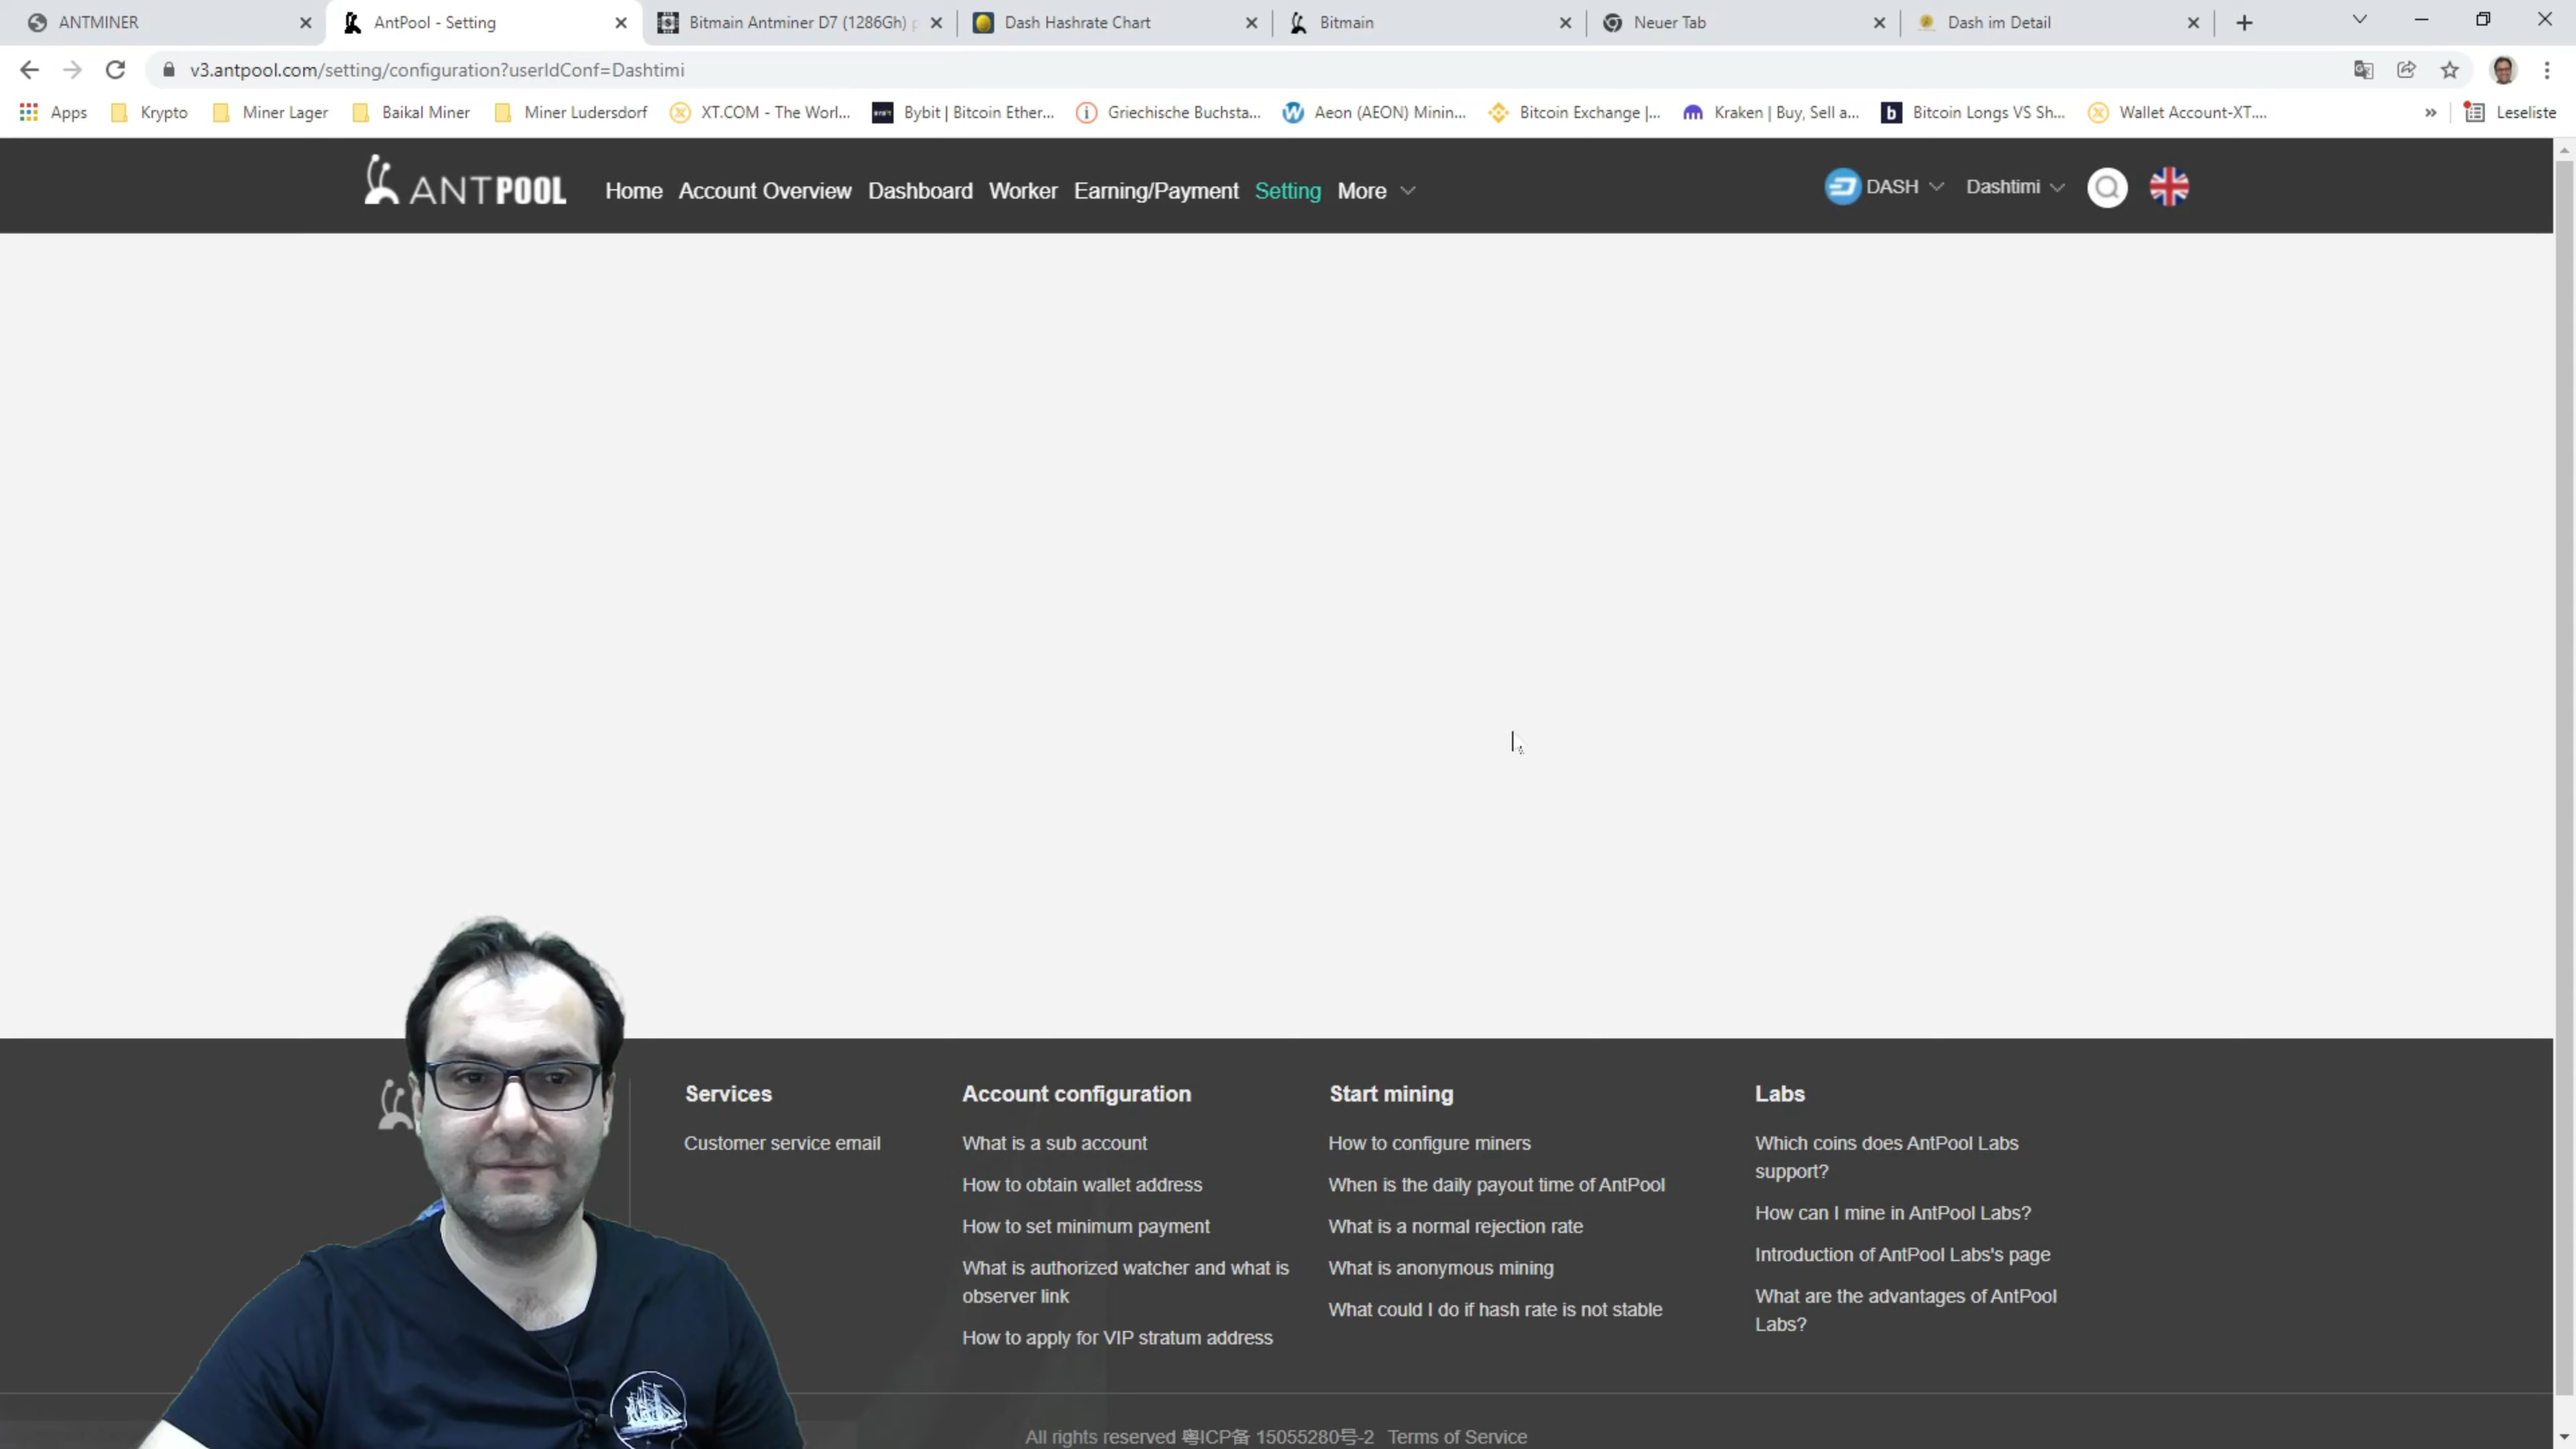 ANTMINER
AntPool - Setting
Bitmain Antminer D7 (1286Gh) p
Dash Hashrate Chart
Bitmain
Neuer Tab
Dash im Detail
v3.antpool.com/setting/configuration?userIdConf=Dashtimi
Apps
Krypto
Miner Lager
Baikal Miner
Miner Ludersdorf
XT.COM - The Worl...
Bybit | Bitcoin Ether...
Griechische Buchsta...
Aeon (AEON) Minin...
Bitcoin Exchange |...
Kraken | Buy, Sell a...
Bitcoin Longs VS Sh...
Wallet Account-XT....
»
Leseliste
ANTPOOL
Home
Account Overview
Dashboard
Worker
Earning/Payment
Setting
More
DASH
Dashtimi
Services
Customer service email
Account configuration
What is a sub account
How to obtain wallet address
How to set minimum payment
What is authorized watcher and what is
observer link
How to apply for VIP stratum address
Start mining
How to configure miners
When is the daily payout time of AntPool
What is a normal rejection rate
What is anonymous mining
What could I do if hash rate is not stable
Labs
Which coins does AntPool Labs
support?
How can I mine in AntPool Labs?
Introduction of AntPool Labs's page
What are the advantages of AntPool
Labs?
All rights reserved 粤ICP备 15055280号-2 Terms of Service